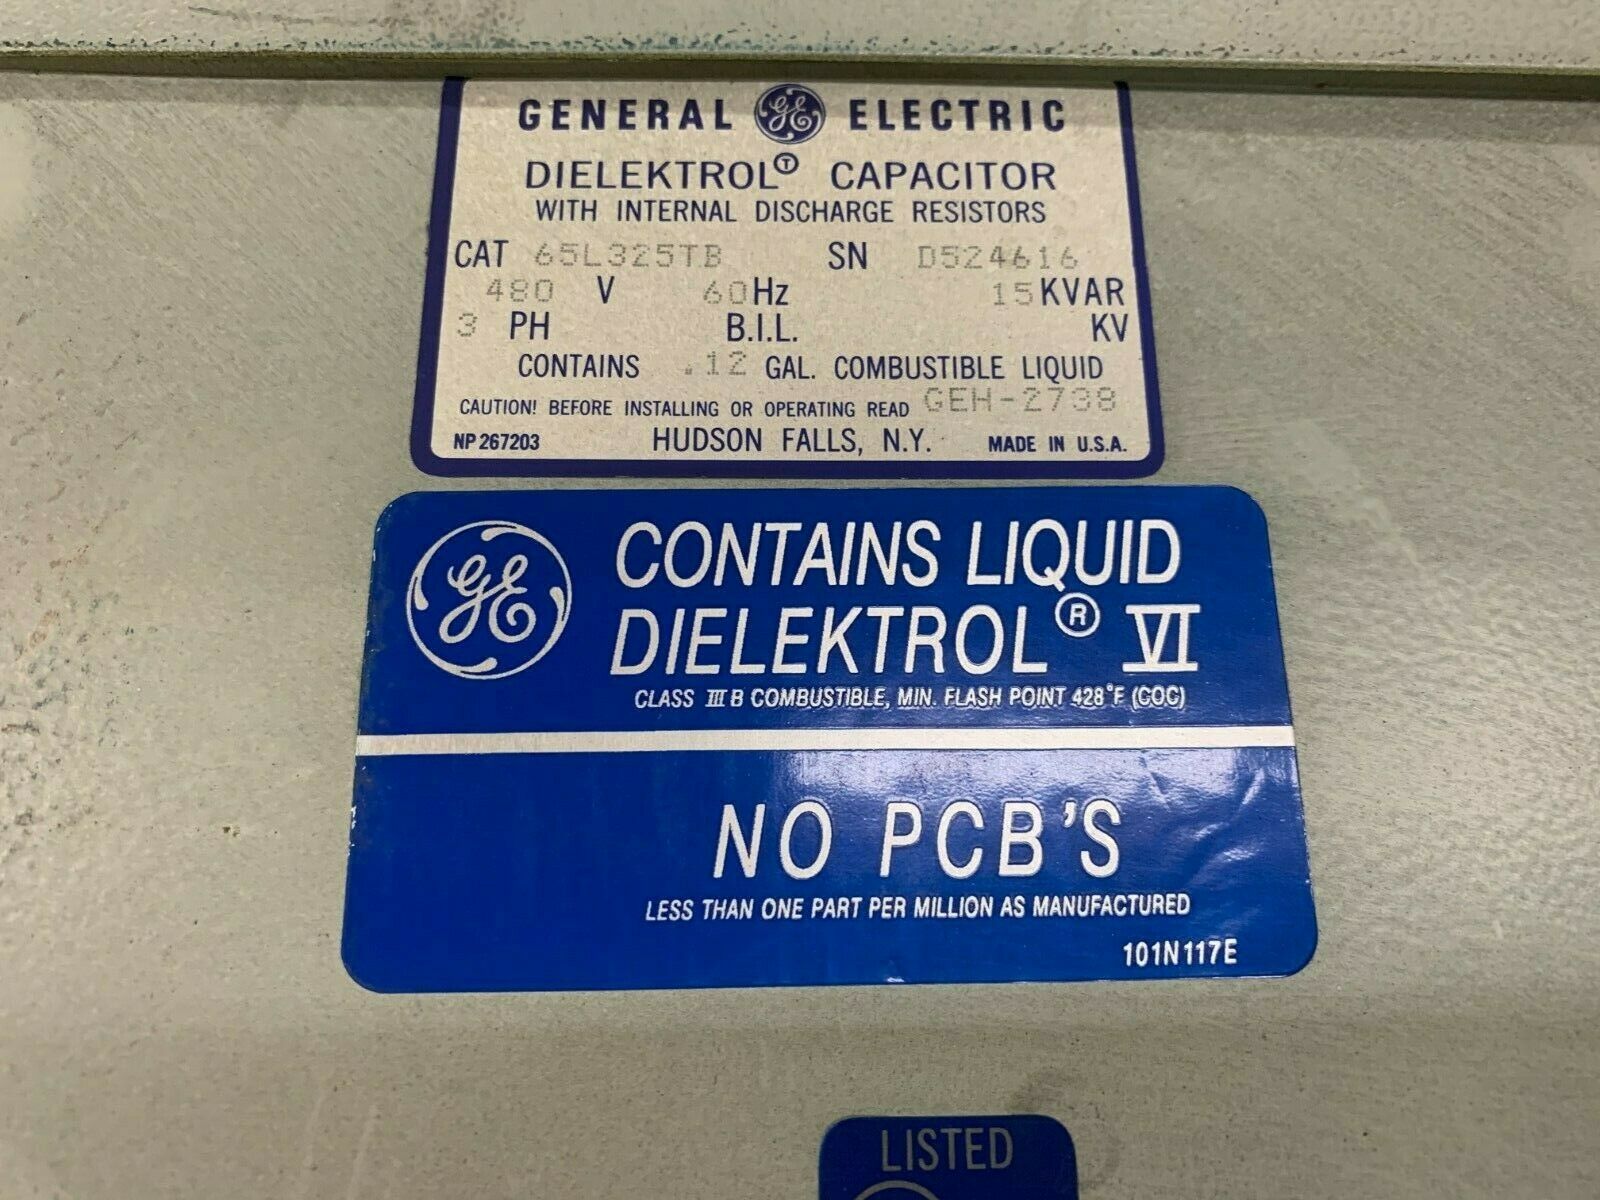 GENERAL GE ELECTRIC
DIELEKTROL Ⓣ CAPACITOR
WITH INTERNAL DISCHARGE RESISTORS
CAT 65L325TB SN D524616
480 V 60Hz 15 KVAR
3 PH B.I.L. KV
CONTAINS .12 GAL. COMBUSTIBLE LIQUID
CAUTION! BEFORE INSTALLING OR OPERATING READ GEH-2738
NP 267203 HUDSON FALLS, N.Y. MADE IN U.S.A.
GE
CONTAINS LIQUID
DIELEKTROL® VI
CLASS III B COMBUSTIBLE, MIN. FLASH POINT 428°F (COC)
NO PCB'S
LESS THAN ONE PART PER MILLION AS MANUFACTURED
101N117E
LISTED